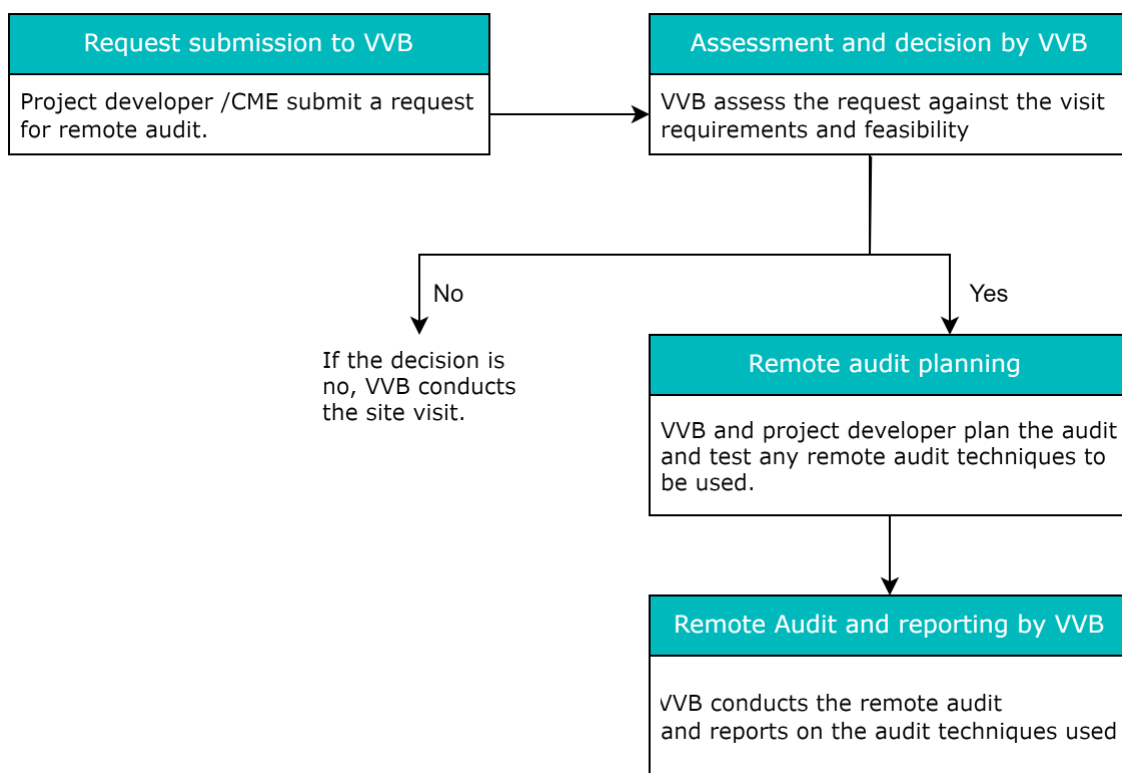 Request submission to VVB
Project developer /CME submit a request
for remote audit.
Assessment and decision by VVB
VVB assess the request against the visit
requirements and feasibility
No
Yes
If the decision is
no, VVB conducts
the site visit.
Remote audit planning
VVB and project developer plan the audit
and test any remote audit techniques to
be used.
Remote Audit and reporting by VVB
VVB conducts the remote audit
and reports on the audit techniques used